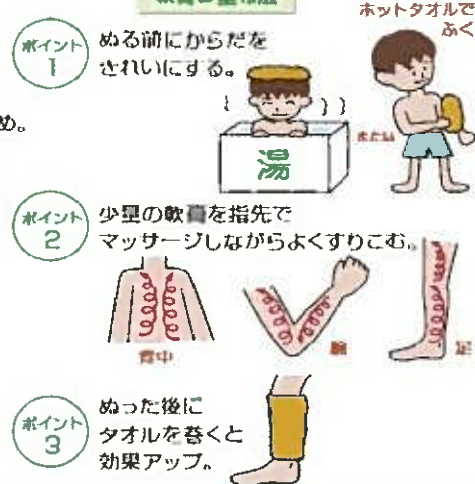 ポイント
1
ぬる前にからだを
きれいにする。
ホットタオルで
ふく
または
湯
め。
ポイント
2
少量の軟膏を指先で
マッサージしながらよくすりこむ。
背中
腕
足
ポイント
3
ぬった後に
タオルを巻くと
効果アップ。